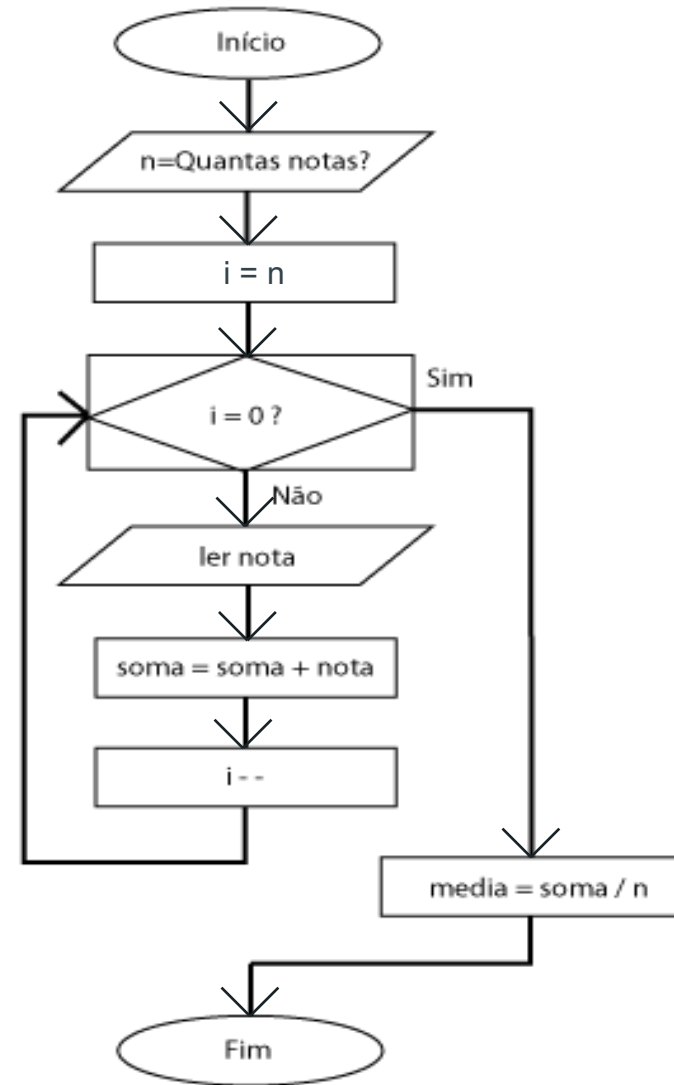 Início
n=Quantas notas?
i = n
i = 0 ?
Sim
Não
ler nota
soma = soma + nota
i - -
media = soma / n
Fim